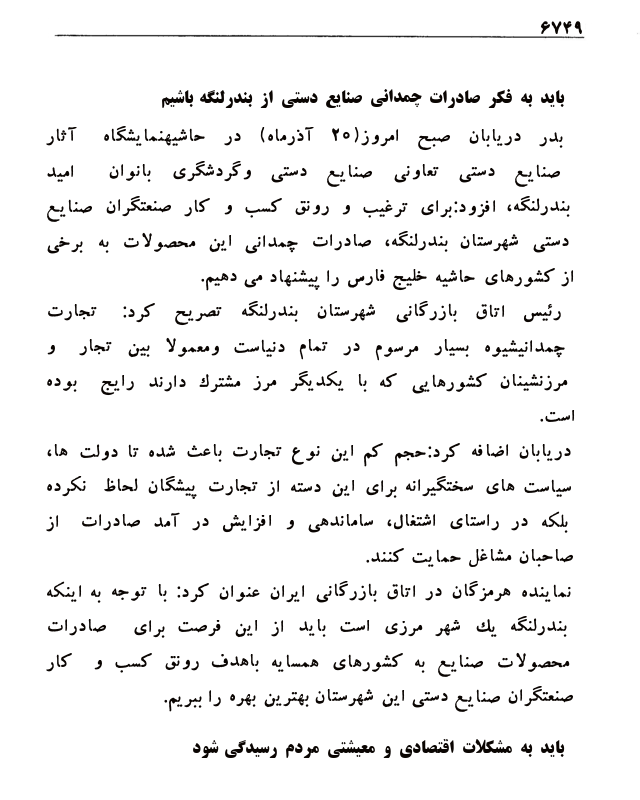 ۶۷۴۹
باید به فکر صادرات چمدانی صنایع دستی از بندرلنگه باشیم
بدر دریابان صبح امروز(۲۰ آذرماه) در حاشیهنمایشگاه آثار
صنایع دستی تعاونی صنایع دستی وگردشگری بانوان امید
بندرلنگه، افزود:برای ترغیب و رونق کسب و کار صنعتگران صنایع
دستی شهرستان بندرلنگه، صادرات چمدانی این محصولات به برخی
از کشورهای حاشیه خلیج فارس را پیشنهاد می دهیم.
رئیس اتاق بازرگانی شهرستان بندرلنگه تصریح کرد: تجارت
چمدانیشیوه بسیار مرسوم در تمام دنیاست ومعمولا بین تجار و
مرزنشینان کشورهایی که با یکدیگر مرز مشترك دارند رایج بوده
است.
دریابان اضافه کرد:حجم کم این نوع تجارت باعث شده تا دولت ها،
سیاست های سختگیرانه برای این دسته از تجارت پیشگان لحاظ نکرده
بلکه در راستای اشتغال، ساماندهی و افزایش در آمد صادرات از
صاحبان مشاغل حمایت کنند.
نماینده هرمزگان در اتاق بازرگانی ایران عنوان کرد: با توجه به اینکه
بندرلنگه یك شهر مرزی است باید از این فرصت برای صادرات
محصولات صنایع به کشورهای همسایه باهدف رونق کسب و کار
صنعتگران صنایع دستی این شهرستان بهترین بهره را ببریم.
باید به مشکلات اقتصادی و معیشتی مردم رسیدگی شود